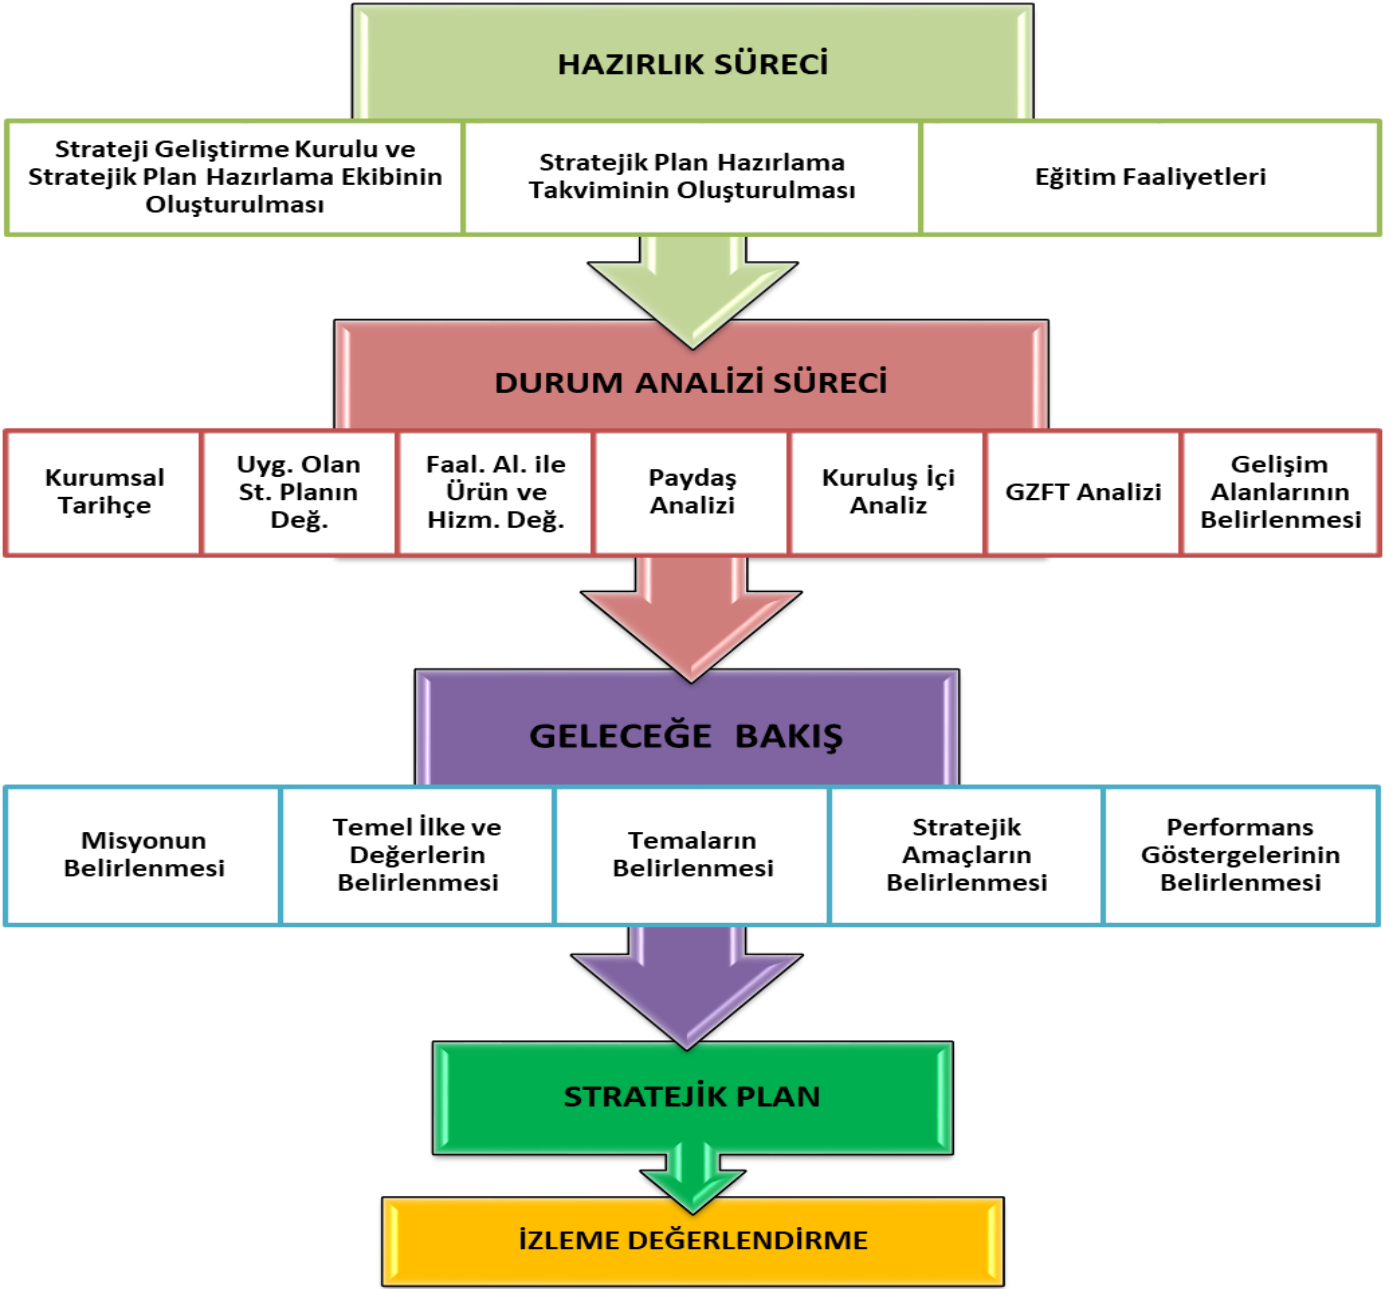 HAZIRLIK SÜRECİ
Strateji Geliştirme Kurulu ve
Stratejik Plan Hazırlama Ekibinin
Oluşturulması
Stratejik Plan Hazırlama
Takviminin Oluşturulması
Eğitim Faaliyetleri
DURUM ANALİZİ SÜRECİ
Kurumsal
Tarihçe
Uyg. Olan
St. Planın
Değ.
Faal. Al. ile
Ürün ve
Hizm. Değ.
Paydaş
Analizi
Kuruluş İçi
Analiz
GZFT Analizi
Gelişim
Alanlarının
Belirlenmesi
GELECEĞE BAKIŞ
Misyonun
Belirlenmesi
Temel İlke ve
Değerlerin
Belirlenmesi
Temaların
Belirlenmesi
Stratejik
Amaçların
Belirlenmesi
Performans
Göstergelerinin
Belirlenmesi
STRATEJİK PLAN
İZLEME DEĞERLENDİRME